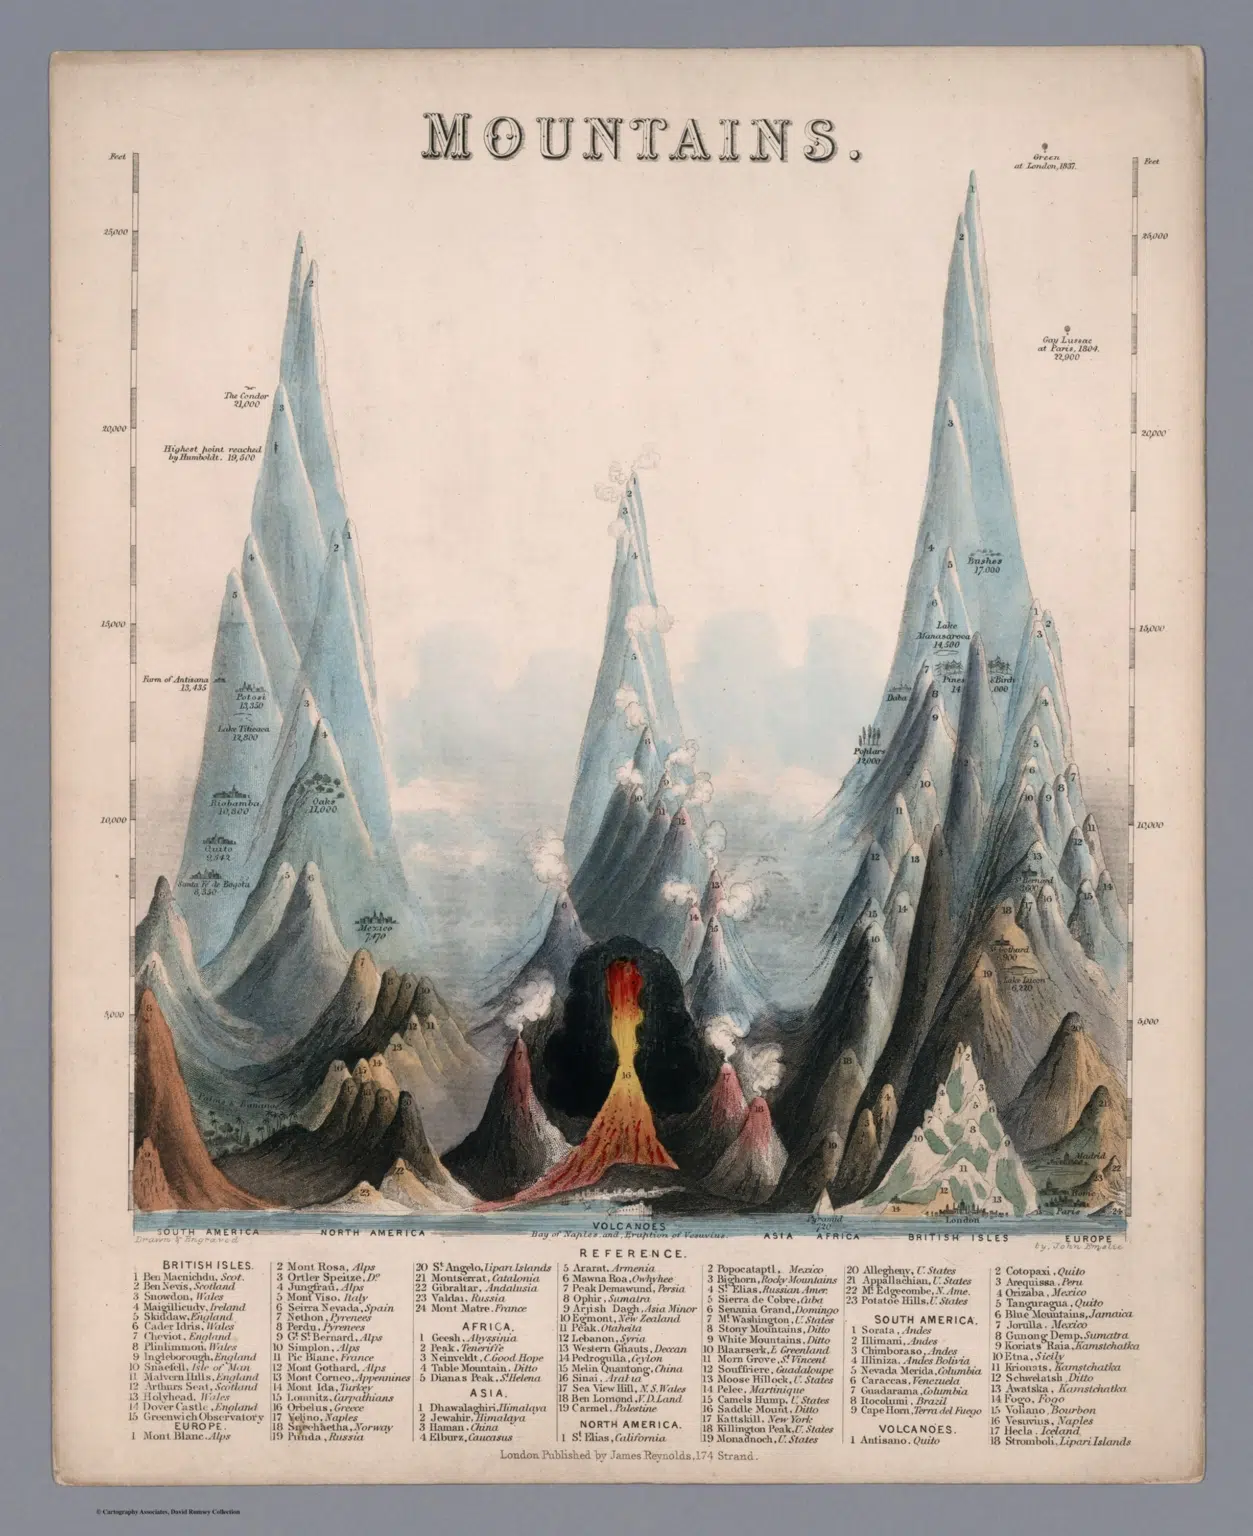 MOUNTAINS.
Feet
Green
at London, 1837.
Feet
25,000
25,000
Gay Lussac
at Paris, 1804.
22,900
The Condor
21,000
20,000
20,000
Highest point reached
by Humboldt. 19,500
Bushes
17,000
15,000
15,000
Lake
Manasarova
14,500
Farm of Antisana
13,435
Potosi
13,350
Pines
14
& Birch
,000
Baba
Lake Titicaca
12,800
Poplars
12,000
Riobamba
10,800
Oaks
11,000
10,000
10,000
Quito
Santa Fé de Bogota
Mexico
7,470
St. Gothard
5,000
5,000
Palms & Bananas
Madrid
Rome
Paris
London
Pyramid
SOUTH AMERICA
NORTH AMERICA
VOLCANOES
Bay of Naples and Eruption of Vesuvius.
ASIA
AFRICA
BRITISH ISLES
EUROPE
Drawn & Engraved
by, John Emslie
REFERENCE.
BRITISH ISLES.
1 Ben Macnichdu, Scot.
2 Ben Nevis, Scotland
3 Snowdon, Wales
4 Maigillicudy, Ireland
5 Skiddaw, England
6 Cader Idris, Wales
7 Cheviot, England
8 Plinlimmon, Wales
9 Ingleborough, England
10 Snaefell, Isle of Man
11 Malvern Hills, England
12 Arthurs Seat, Scotland
13 Holyhead, Wales
14 Dover Castle, England
15 Greenwich Observatory
EUROPE.
1 Mont Blanc, Alps
2 Mont Rosa, Alps
3 Ortler Speitze, Do.
4 Jungfrau, Alps
5 Mont Viso, Italy
6 Seirra Nevada, Spain
7 Nethon, Pyrenees
8 Perdu, Pyrenees
9 Gt. St. Bernard, Alps
10 Simplon, Alps
11 Pic Blanc, France
12 Mont Gothard, Alps
13 Mont Corneo, Appennines
14 Mont Ida, Turkey
15 Lomnitz, Carpathians
16 Orbelus, Greece
17 Velino, Naples
18 Sneehhetha, Norway
19 Punda, Russia
20 St. Angelo, Lipari Islands
21 Montserrat, Catalonia
22 Gibraltar, Andalusia
23 Valdai, Russia
24 Mont Matre, France
AFRICA.
1 Geesh, Abyssinia
2 Peak, Teneriffe
3 Neinveldt, C. Good Hope
4 Table Mountain, Ditto
5 Dianas Peak, St. Helena
ASIA.
1 Dhawalaghiri, Himalaya
2 Jewahir, Himalaya
3 Haman, China
4 Elburz, Caucasus
5 Ararat, Armenia
6 Mawna Roa, Owhyhee
7 Peak Demawund, Persia
8 Ophir, Sumatra
9 Arjish Dagh, Asia Minor
10 Egmont, New Zealand
11 Peak, Otaheita
12 Lebanon, Syria
13 Western Ghauts, Deccan
14 Pedrogulla, Ceylon
15 Melin Quantong, China
16 Sinai, Arabia
17 Sea View Hill, N.S. Wales
18 Ben Lomond, V.D. Land
19 Carmel, Palestine
NORTH AMERICA.
1 St. Elias, California
2 Popocataptl, Mexico
3 Bighorn, Rocky Mountains
4 St. Elias, Russian Amer.
5 Sierra de Cobre, Cuba
6 Senania Grand, Domingo
7 Mt. Washington, U. States
8 Stony Mountains, Ditto
9 White Mountains, Ditto
10 Blaaserk, E Greenland
11 Morn Grove, St. Vincent
12 Souffriere, Guadaloupe
13 Moose Hillock, U. States
14 Pelee, Martinique
15 Camels Hump, U. States
16 Saddle Mount, Ditto
17 Kattskill, New York
18 Killington Peak, U. States
19 Monadnoch, U. States
20 Allegheny, U. States
21 Appallachian, U. States
22 Mt. Edgecombe, N. Ame.
23 Potatoe Hills, U. States
SOUTH AMERICA.
1 Sorata, Andes
2 Illimani, Andes
3 Chimboraso, Andes
4 Illiniza, Andes Bolivia
5 Nevada Merida, Columbia
6 Caraccas, Venezuela
7 Guadarama, Columbia
8 Itocolumi, Brazil
9 Cape Horn, Terra del Fuego
VOLCANOES.
1 Antisano, Quito
2 Cotopaxi, Quito
3 Arequissa, Peru
4 Orizaba, Mexico
5 Tanguragua, Quito
6 Blue Mountains, Jamaica
7 Jorulla, Mexico
8 Gunong Demp, Sumatra
9 Koriats Raia, Kamstchatka
10 Etna, Sicily
11 Krionats, Kamstchatka
12 Schwelatsh, Ditto
13 Awatska, Kamstchatka
14 Fogo, Fogo
15 Vollano, Bourbon
16 Vesuvius, Naples
17 Hecla, Iceland
18 Stromboli, Lipari Islands
London Published by James Reynolds, 174 Strand.
© Cartography Associates, David Rumsey Collection